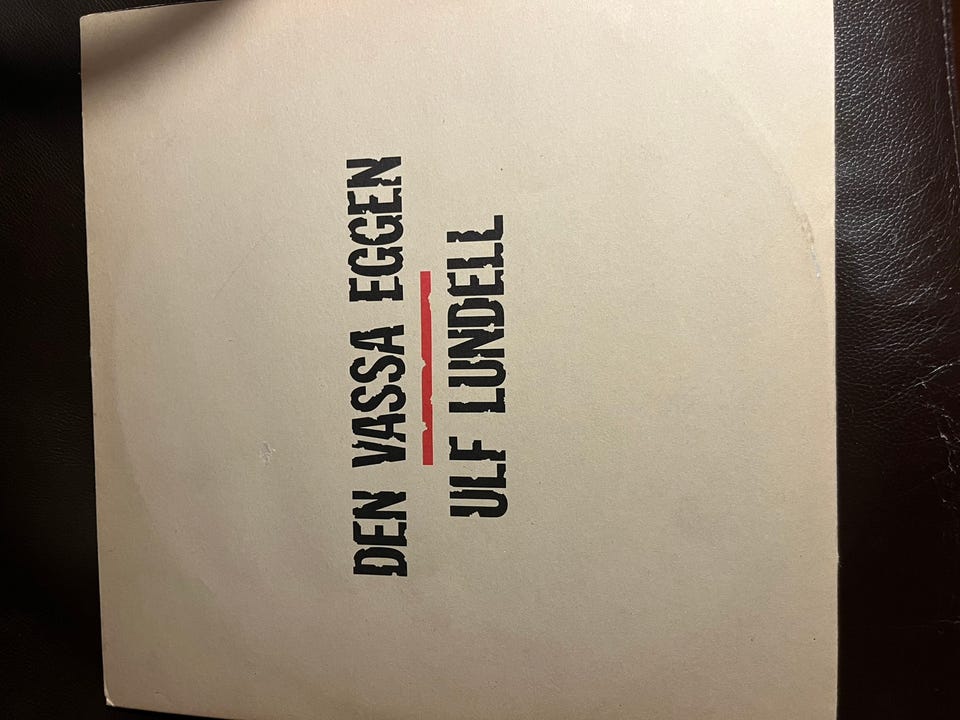 DEN VASSA EGGEN
ULF LUNDELL